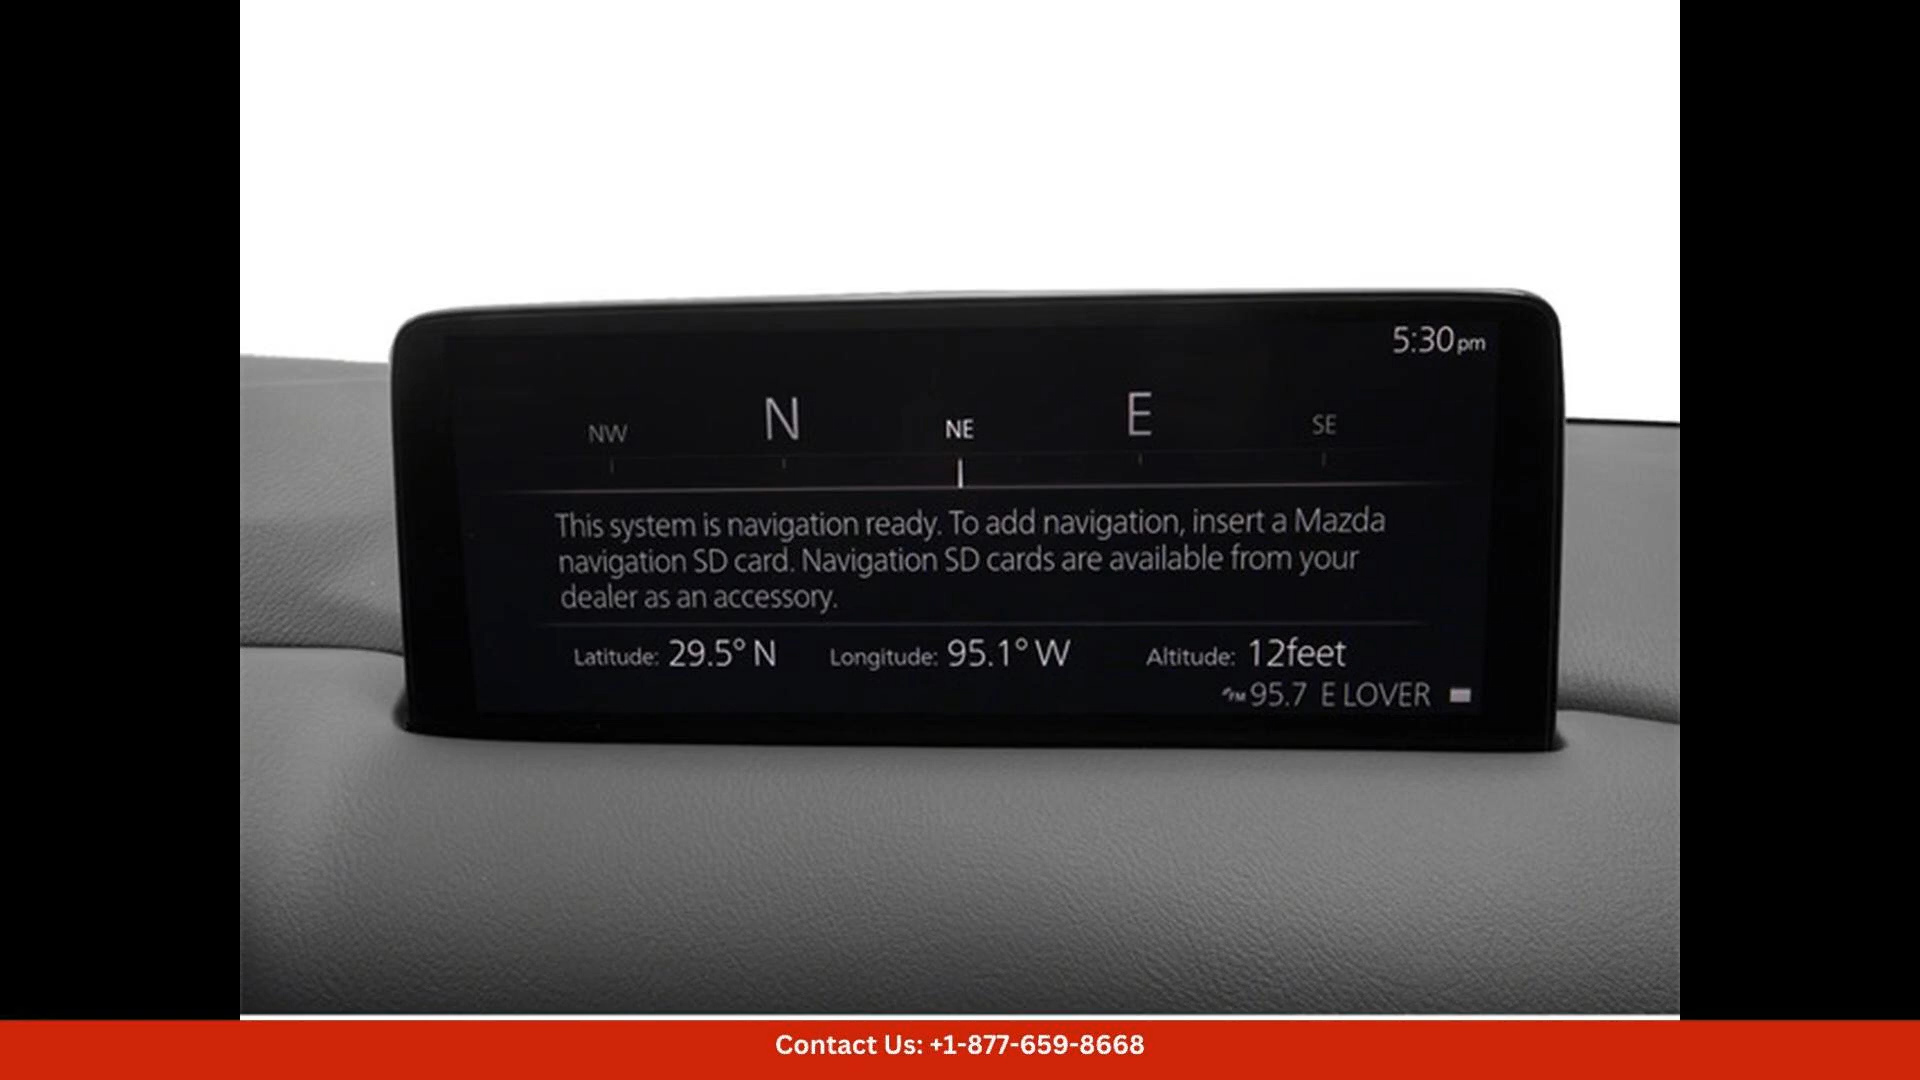 5:30pm
NW N NE E SE
This system is navigation ready. To add navigation, insert a Mazda
navigation SD card. Navigation SD cards are available from your
dealer as an accessory.
Latitude: 29.5° N Longitude: 95.1° W Altitude: 12feet
FM 95.7 E LOVER
Contact Us: +1-877-659-8668